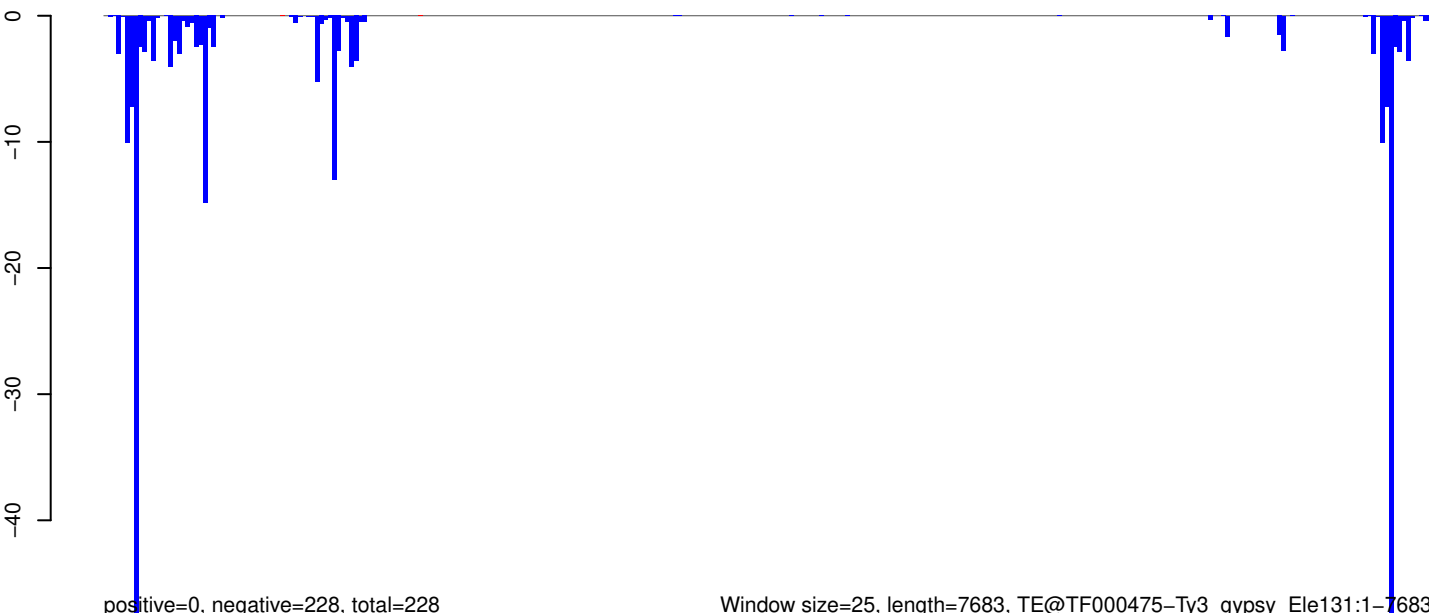 0
−10
−20
−30
−40
positive=0, negative=228, total=228
Window size=25, length=7683, TE@TF000475−Ty3_gypsy_Ele131:1−7683